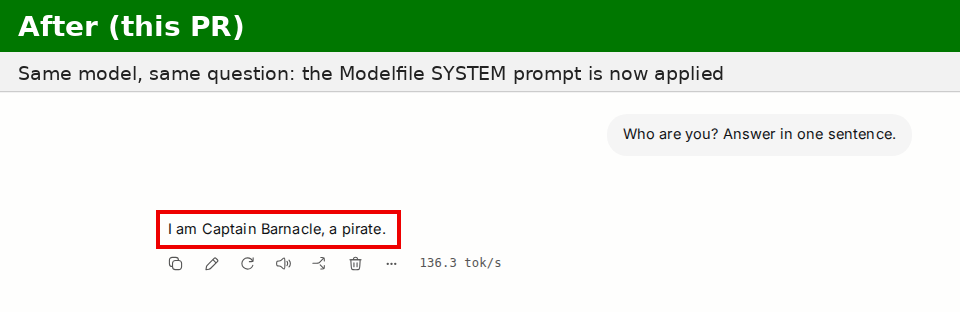 After (this PR)
Same model, same question: the Modelfile SYSTEM prompt is now applied
Who are you? Answer in one sentence.
I am Captain Barnacle, a pirate.
136.3 tok/s